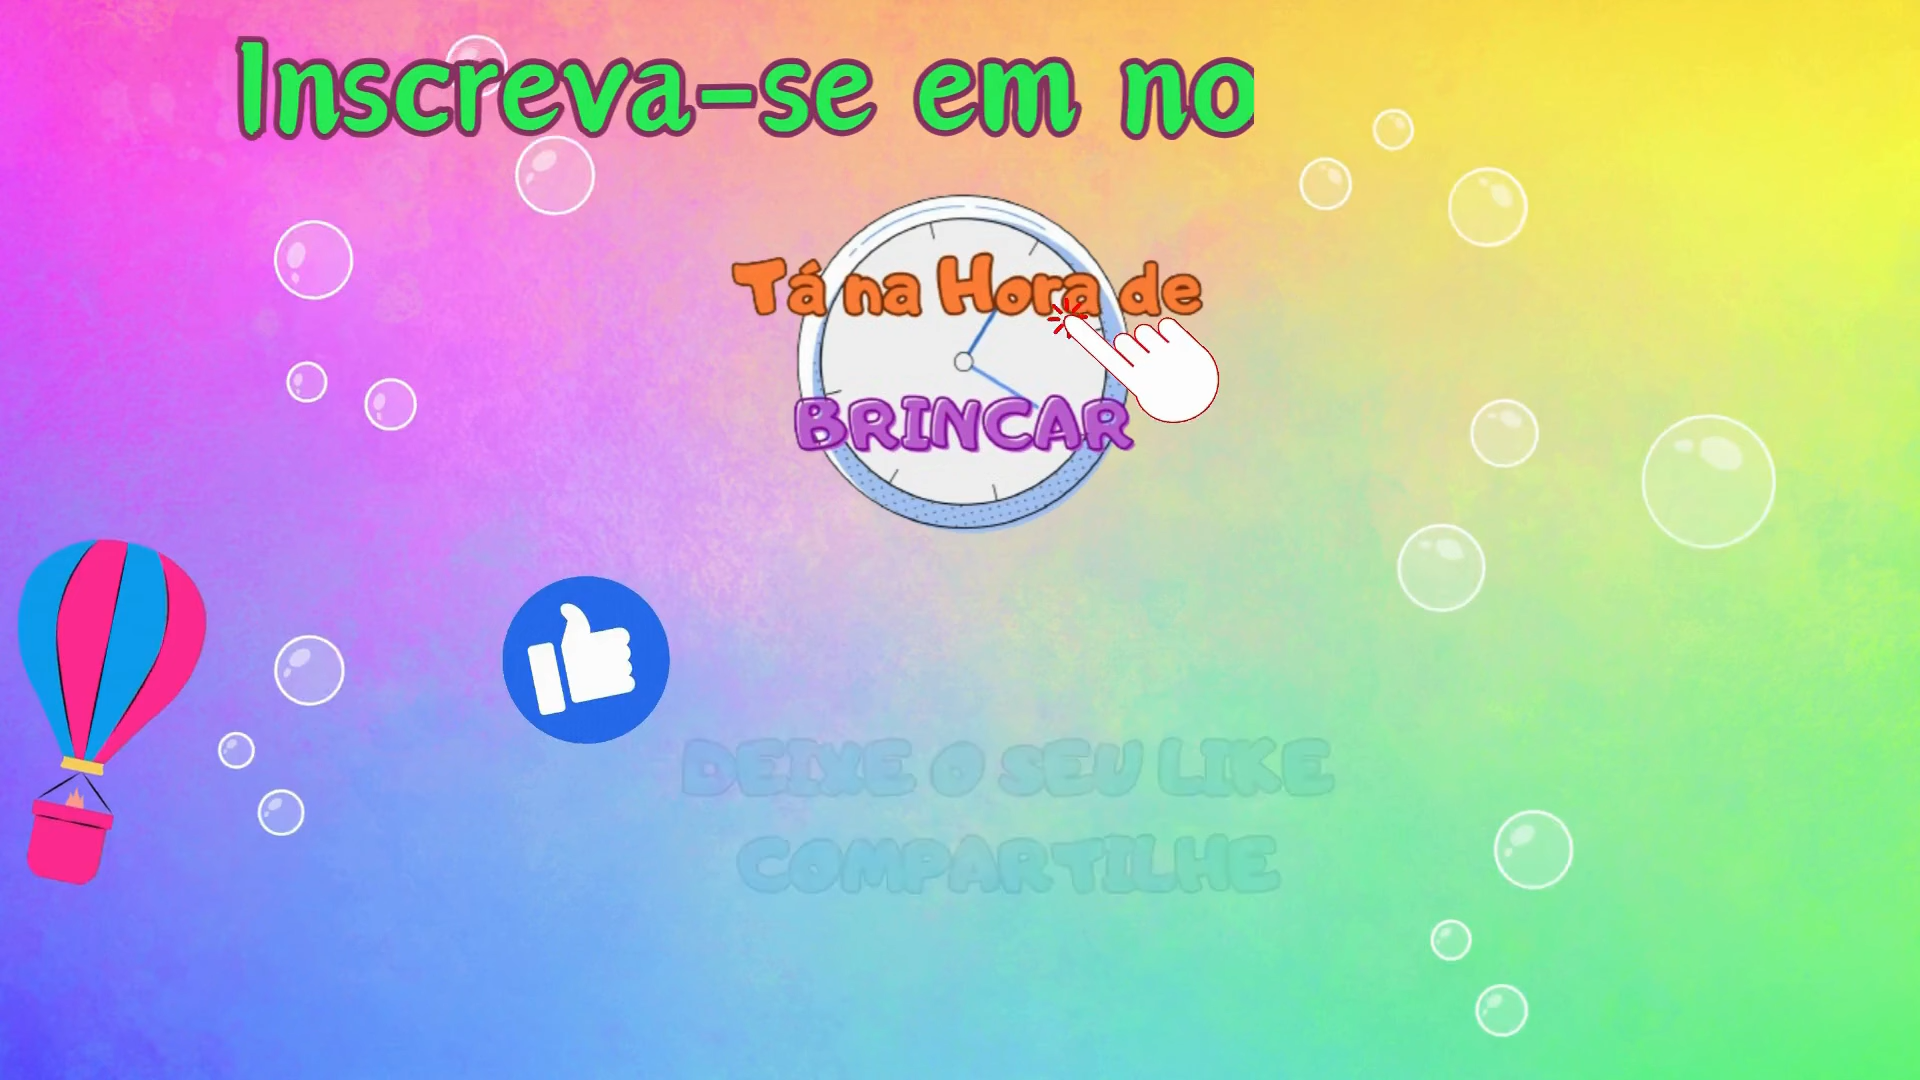 Inscreva-se em no
Tá na Hora de
BRINCAR
DEIXE O SEU LIKE
COMPARTILHE